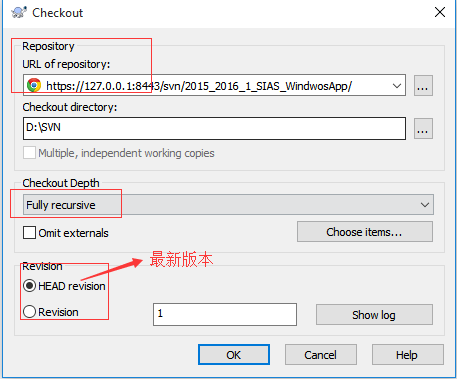 Checkout
Repository
URL of repository:
https://127.0.0.1:8443/svn/2015_2016_1_SIAS_WindwosApp/
...
Checkout directory:
D:\SVN
...
Multiple, independent working copies
Checkout Depth
Fully recursive
Omit externals
Choose items...
Revision
最新版本
HEAD revision
Revision
1
Show log
OK
Cancel
Help